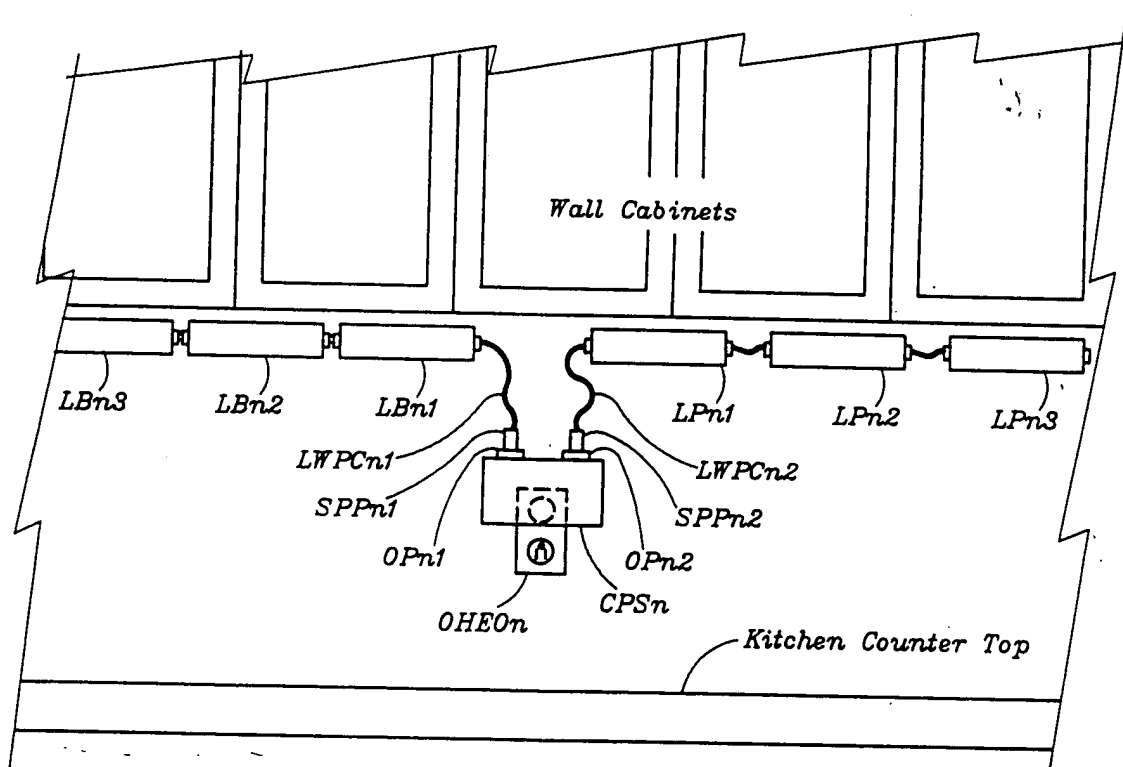 Wall Cabinets
LBn3
LBn2
LBn1
LPn1
LPn2
LPn3
LWPCn1
LWPCn2
SPPn1
SPPn2
OPn1
OPn2
CPSn
OHEOn
Kitchen Counter Top